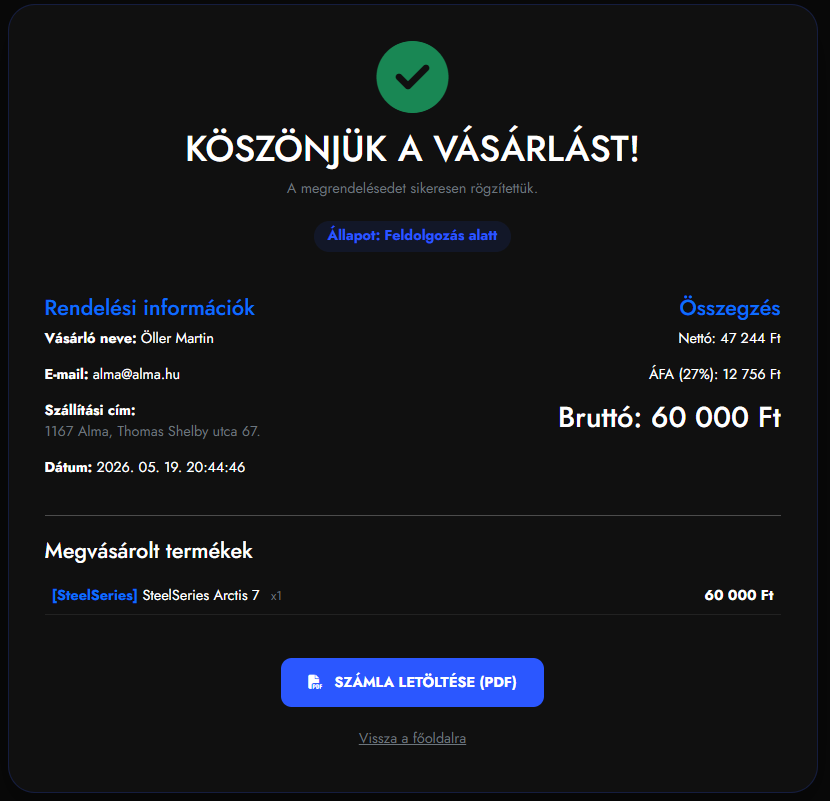 KÖSZÖNJÜK A VÁSÁRLÁST!
A megrendelésedet sikeresen rögzítettük.
Állapot: Feldolgozás alatt
Rendelési információk
Vásárló neve: Öller Martin
E-mail: alma@alma.hu
Szállítási cím:
1167 Alma, Thomas Shelby utca 67.
Dátum: 2026. 05. 19. 20:44:46
Összegzés
Nettó: 47 244 Ft
ÁFA (27%): 12 756 Ft
Bruttó: 60 000 Ft
Megvásárolt termékek
[SteelSeries] SteelSeries Arctis 7 x1 60 000 Ft
PDF SZÁMLA LETÖLTÉSE (PDF)
Vissza a főoldalra